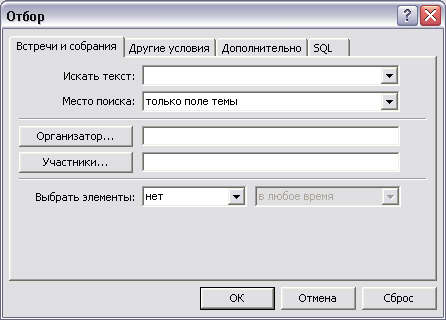 Отбор
Встречи и собрания Другие условия Дополнительно SQL
Искать текст:
Место поиска: только поле темы
Организатор...
Участники...
Выбрать элементы: нет в любое время
ОК Отмена Сброс